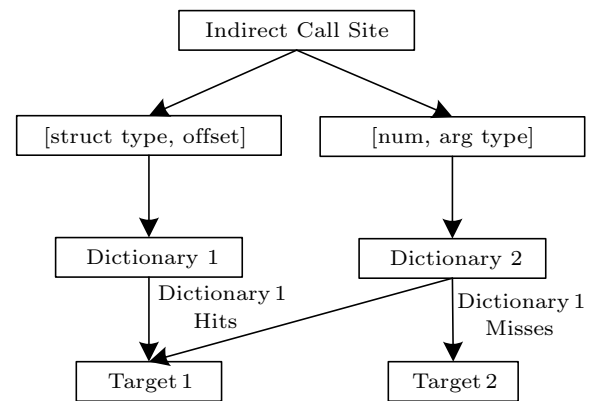 Indirect Call Site
[struct type, offset]
[num, arg type]
Dictionary 1
Dictionary 2
Dictionary 1
Hits
Dictionary 1
Misses
Target 1
Target 2